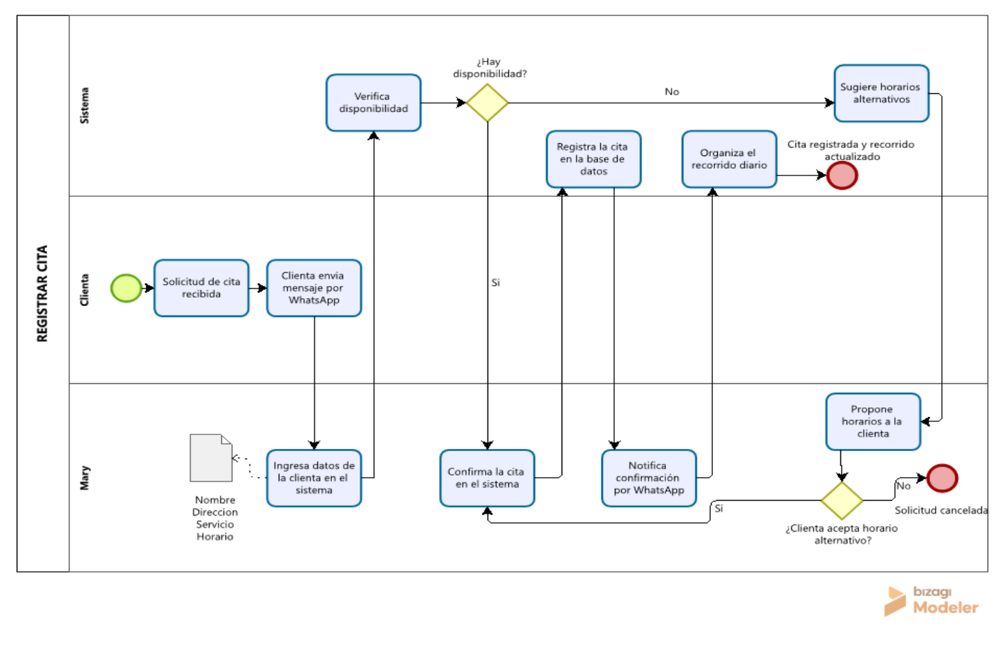 REGISTRAR CITA
Sistema
Verifica
disponibilidad
¿Hay
disponibilidad?
No
Sugiere horarios
alternativos
Registra la cita
en la base de
datos
Organiza el
recorrido diario
Cita registrada y recorrido
actualizado
Clienta
Solicitud de cita
recibida
Clienta envia
mensaje por
WhatsApp
Si
Mary
Nombre
Direccion
Servicio
Horario
Ingresa datos de
la clienta en el
sistema
Confirma la cita
en el sistema
Notifica
confirmación
por WhatsApp
Propone
horarios a la
clienta
Si
No
¿Clienta acepta horario
alternativo?
Solicitud cancelada
bizagi
Modeler